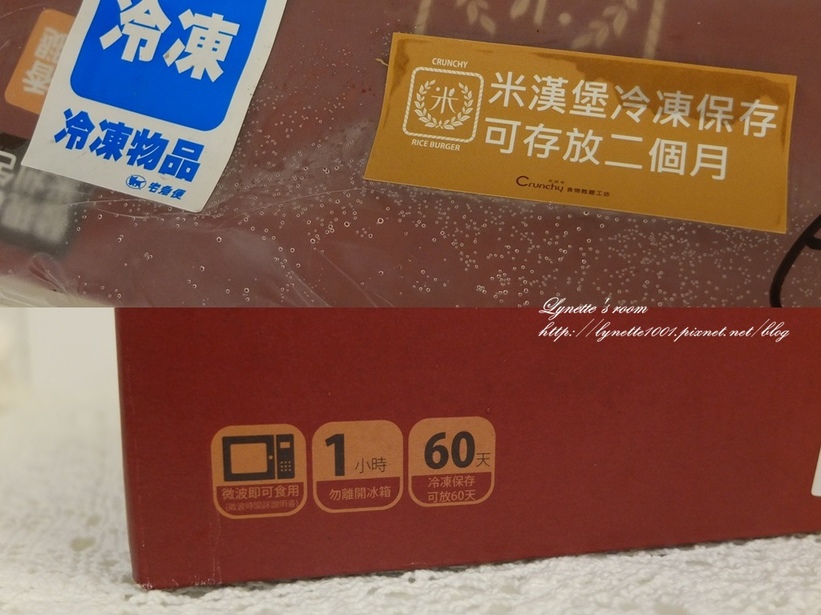 冷凍
冷凍物品
宅急便
CRUNCHY
米
RICE BURGER
米漢堡冷凍保存
可存放二個月
Crunchy
Lynette's room
http://lynette1001.pixnet.net/blog
微波即可食用
1小時
勿離開冰箱
60天
冷凍保存
可放60天